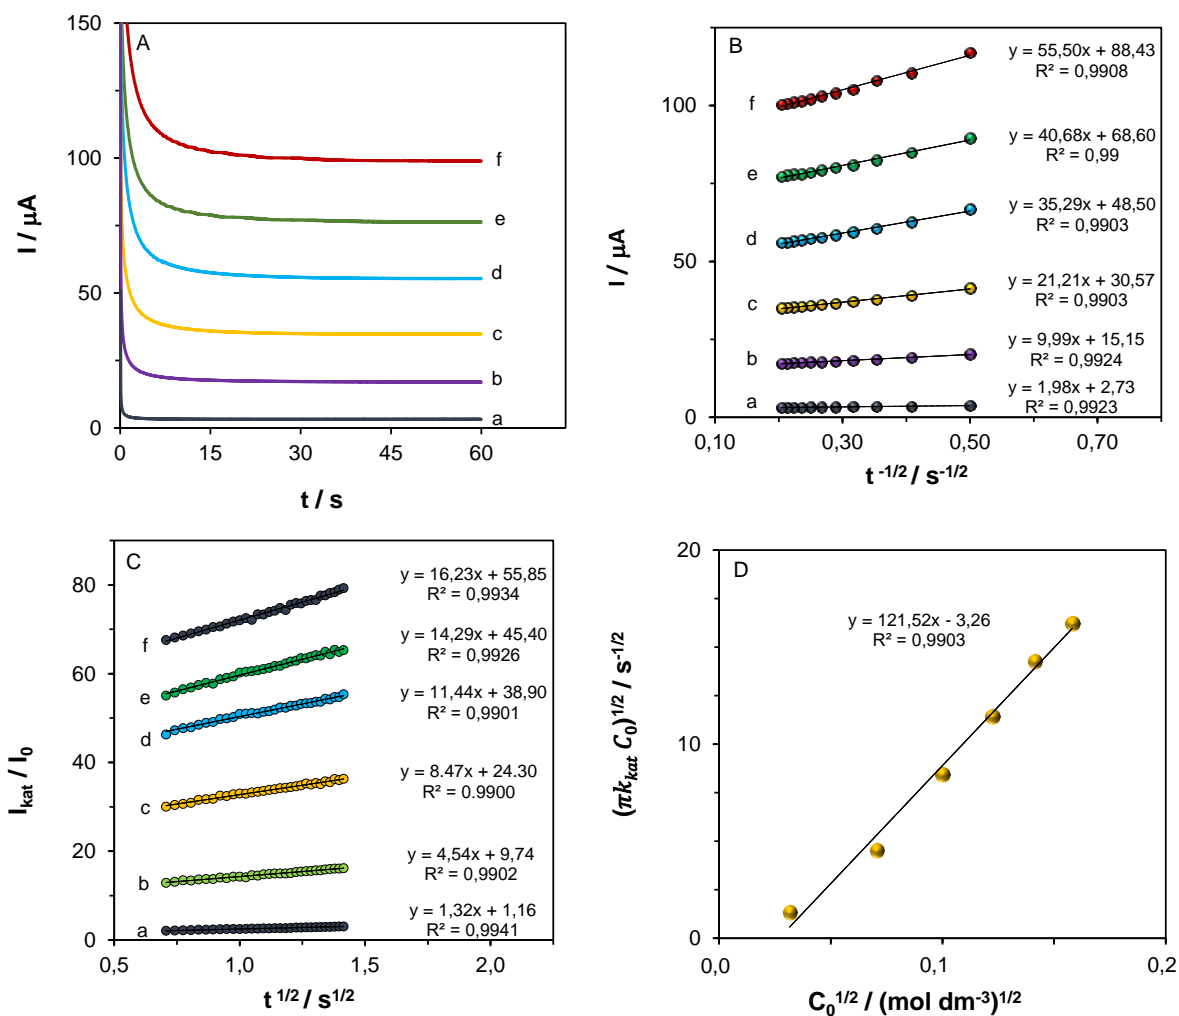 A
150
100
50
0
I / µA
f
e
d
c
b
a
0
15
30
45
60
t / s
B
100
50
0
I / µA
f
e
d
c
b
a
y = 55,50x + 88,43
R² = 0,9908
y = 40,68x + 68,60
R² = 0,99
y = 35,29x + 48,50
R² = 0,9903
y = 21,21x + 30,57
R² = 0,9903
y = 9,99x + 15,15
R² = 0,9924
y = 1,98x + 2,73
R² = 0,9923
0,10
0,30
0,50
0,70
t -1/2 / s-1/2
C
80
60
40
20
0
Ikat / I0
f
e
d
c
b
a
y = 16,23x + 55,85
R² = 0,9934
y = 14,29x + 45,40
R² = 0,9926
y = 11,44x + 38,90
R² = 0,9901
y = 8.47x + 24.30
R² = 0.9900
y = 4,54x + 9,74
R² = 0,9902
y = 1,32x + 1,16
R² = 0,9941
0,5
1,0
1,5
2,0
t 1/2 / s1/2
D
20
10
0
(πkkat C0)1/2 / s-1/2
y = 121,52x - 3,26
R² = 0,9903
0,0
0,1
0,2
C01/2 / (mol dm-3)1/2